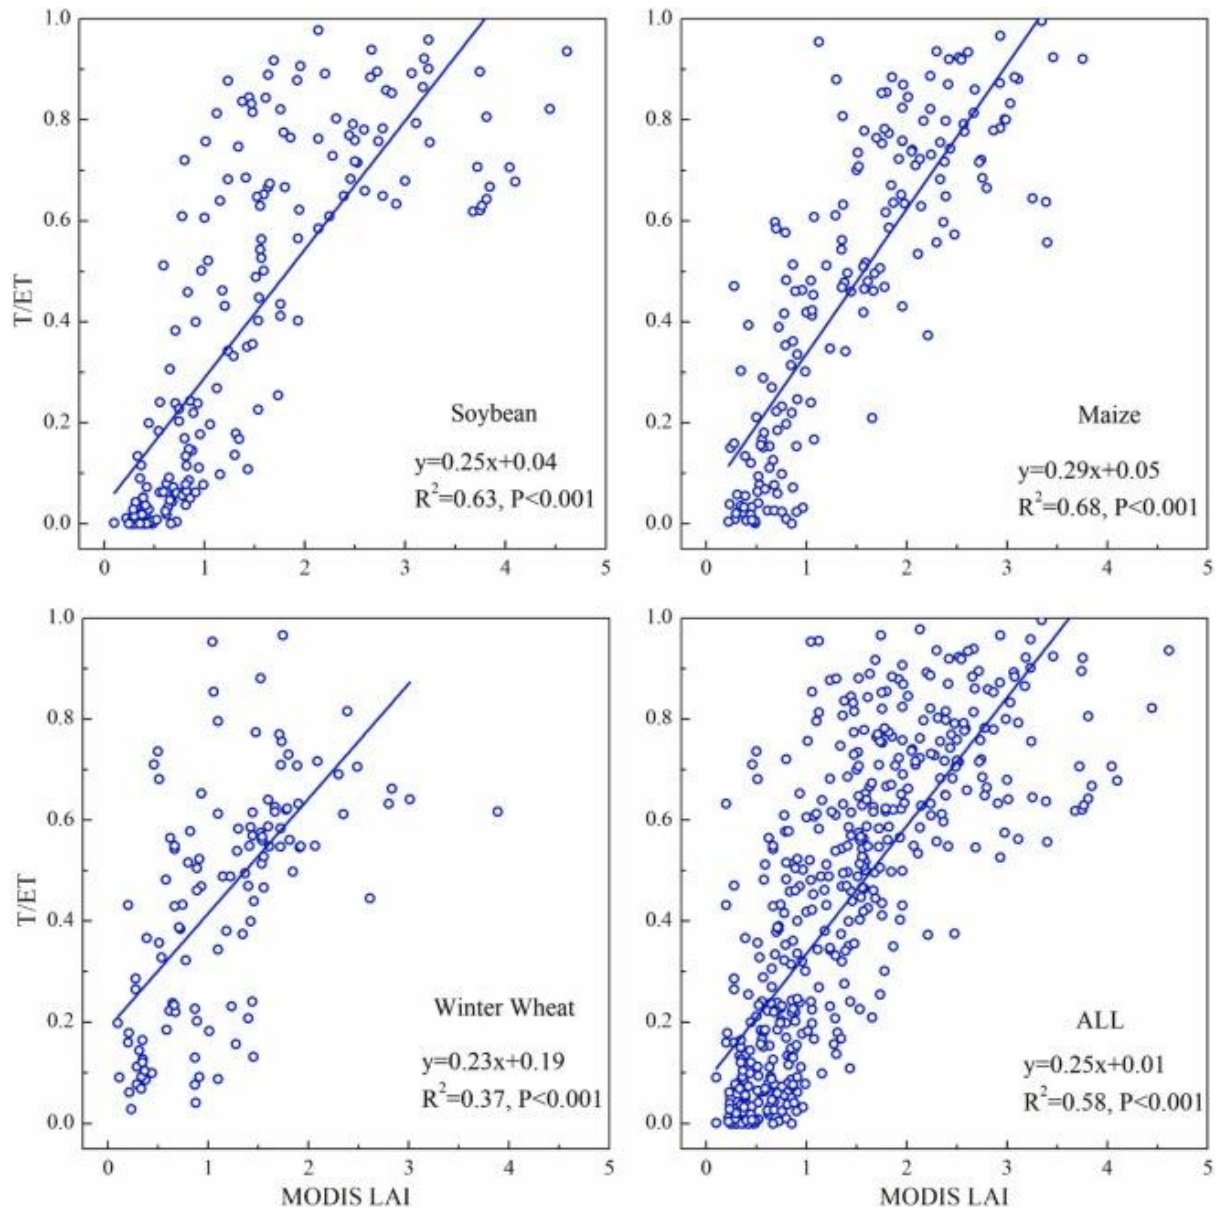 1.0
0.8
0.6
0.4
0.2
0.0
T/ET
Soybean
y=0.25x+0.04
R²=0.63, P<0.001
0 1 2 3 4 5
1.0
0.8
0.6
0.4
0.2
0.0
Maize
y=0.29x+0.05
R²=0.68, P<0.001
0 1 2 3 4 5
1.0
0.8
0.6
0.4
0.2
0.0
T/ET
Winter Wheat
y=0.23x+0.19
R²=0.37, P<0.001
0 1 2 3 4 5
MODIS LAI
1.0
0.8
0.6
0.4
0.2
0.0
ALL
y=0.25x+0.01
R²=0.58, P<0.001
0 1 2 3 4 5
MODIS LAI